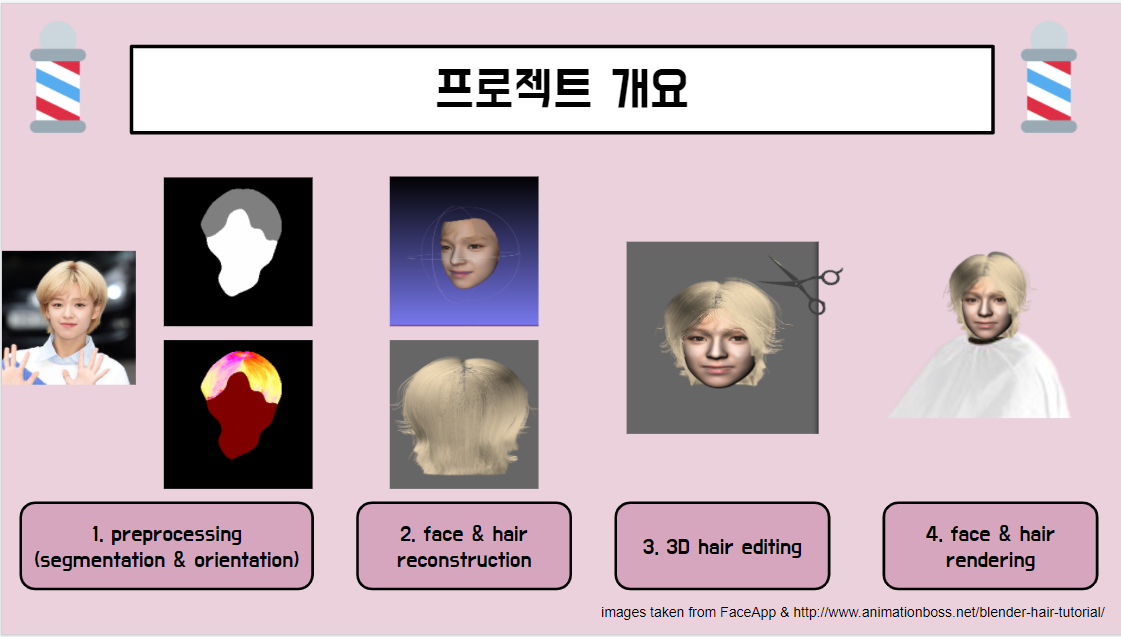 프로젝트 개요
1. preprocessing
(segmentation & orientation)
2. face & hair
reconstruction
3. 3D hair editing
4. face & hair
rendering
images taken from FaceApp & http://www.animationboss.net/blender-hair-tutorial/